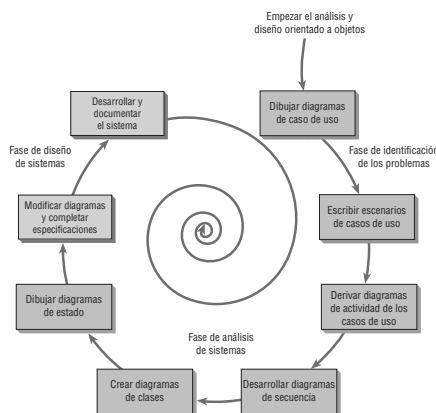 Empezar el análisis y
diseño orientado a objetos
Dibujar diagramas
de caso de uso
Fase de identificación
de los problemas
Escribir escenarios
de casos de uso
Derivar diagramas
de actividad de los
casos de uso
Desarrollar diagramas
de secuencia
Fase de análisis
de sistemas
Crear diagramas
de clases
Dibujar diagramas
de estado
Modificar diagramas
y completar
especificaciones
Fase de diseño
de sistemas
Desarrollar y
documentar
el sistema